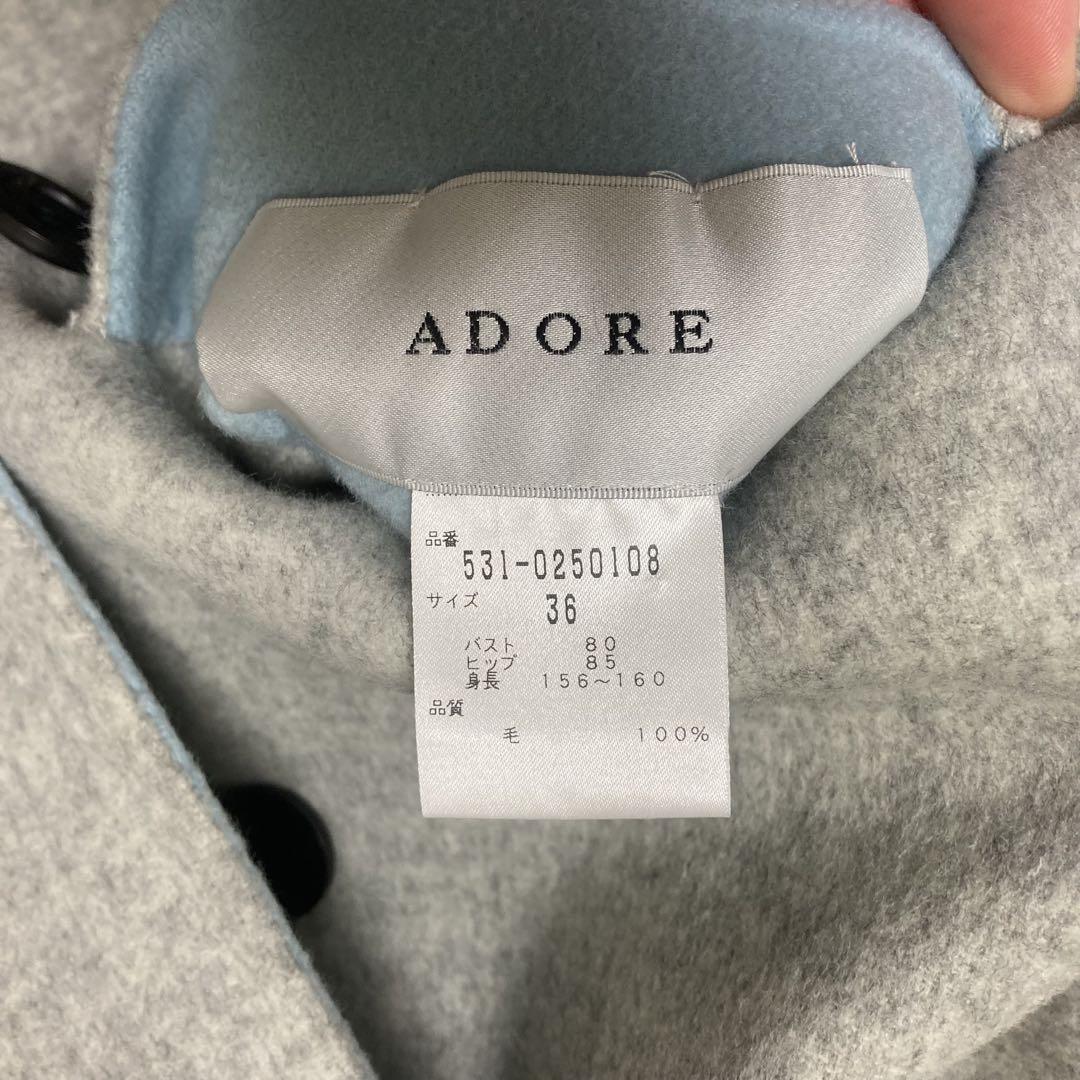 ADORE
品番
531-0250108
サイズ 36
バスト 80
ヒップ 85
身長 156～160
品質
毛 100%